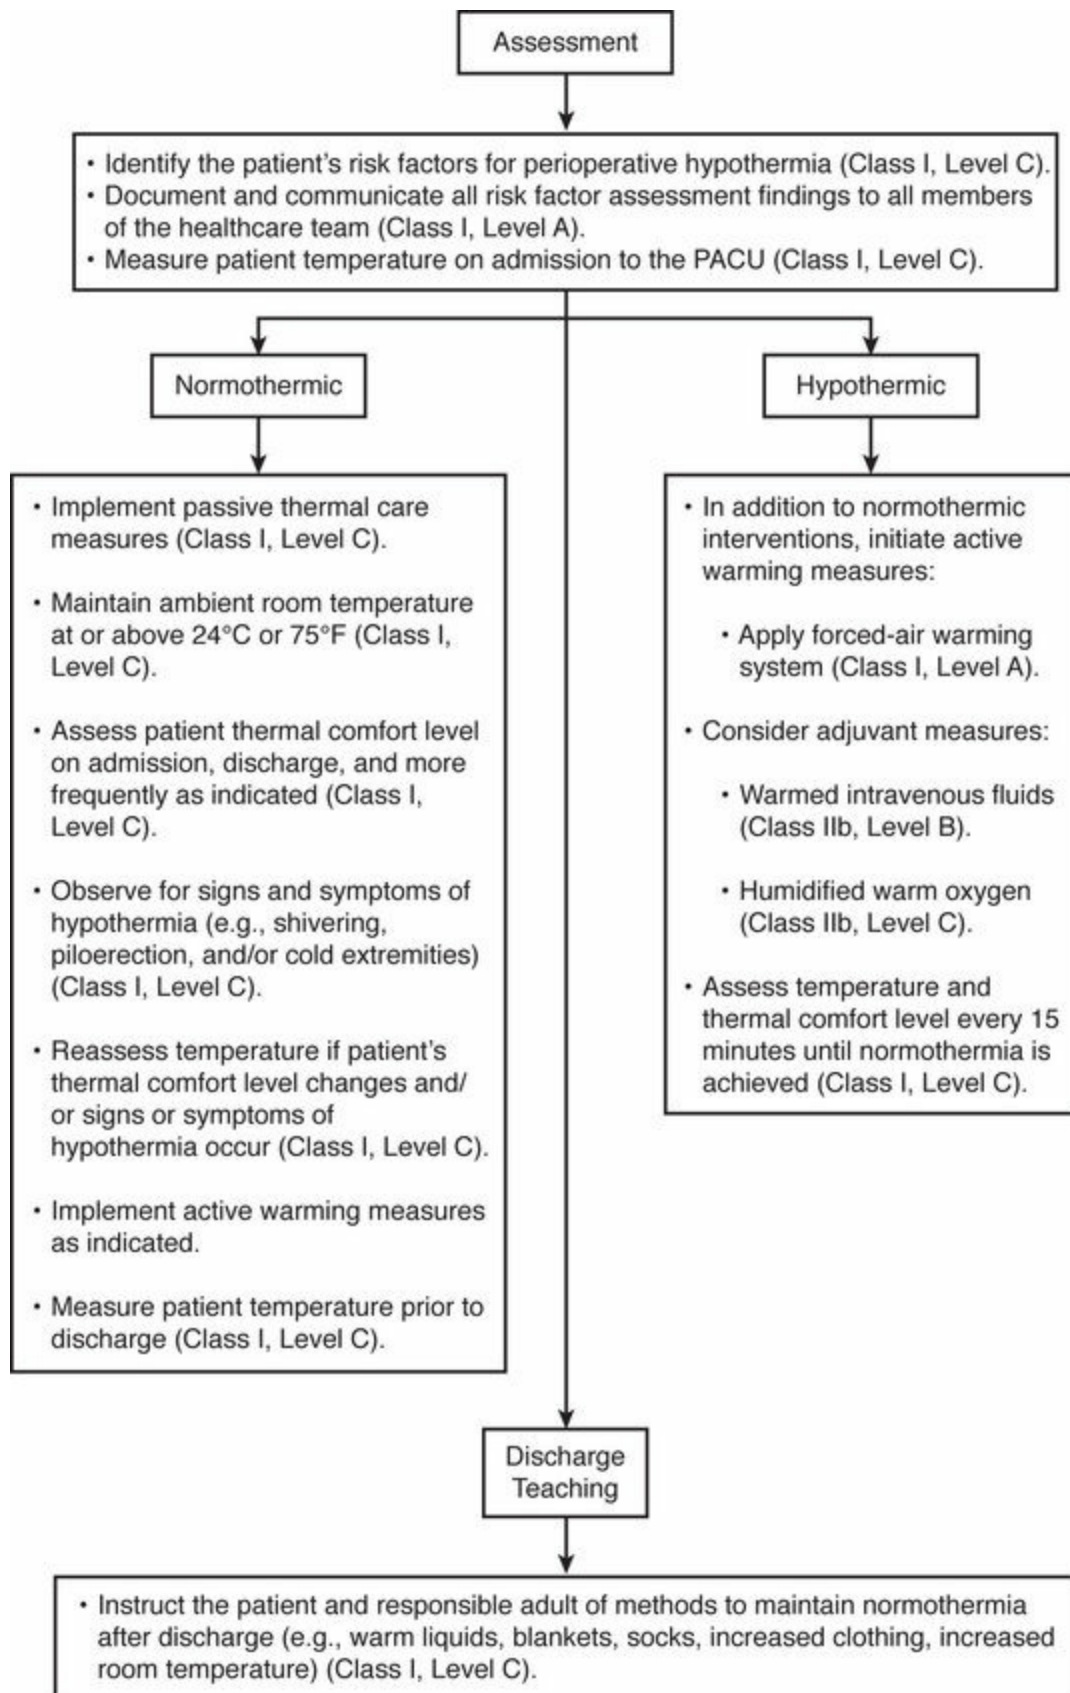 Assessment
• Identify the patient's risk factors for perioperative hypothermia (Class I, Level C).
• Document and communicate all risk factor assessment findings to all members
of the healthcare team (Class I, Level A).
• Measure patient temperature on admission to the PACU (Class I, Level C).
Normothermic
• Implement passive thermal care
measures (Class I, Level C).
• Maintain ambient room temperature
at or above 24°C or 75°F (Class I,
Level C).
• Assess patient thermal comfort level
on admission, discharge, and more
frequently as indicated (Class I,
Level C).
• Observe for signs and symptoms of
hypothermia (e.g., shivering,
piloerection, and/or cold extremities)
(Class I, Level C).
• Reassess temperature if patient's
thermal comfort level changes and/
or signs or symptoms of
hypothermia occur (Class I, Level C).
• Implement active warming measures
as indicated.
• Measure patient temperature prior to
discharge (Class I, Level C).
Hypothermic
• In addition to normothermic
interventions, initiate active
warming measures:
• Apply forced-air warming
system (Class I, Level A).
• Consider adjuvant measures:
• Warmed intravenous fluids
(Class IIb, Level B).
• Humidified warm oxygen
(Class IIb, Level C).
• Assess temperature and
thermal comfort level every 15
minutes until normothermia is
achieved (Class I, Level C).
Discharge
Teaching
• Instruct the patient and responsible adult of methods to maintain normothermia
after discharge (e.g., warm liquids, blankets, socks, increased clothing, increased
room temperature) (Class I, Level C).